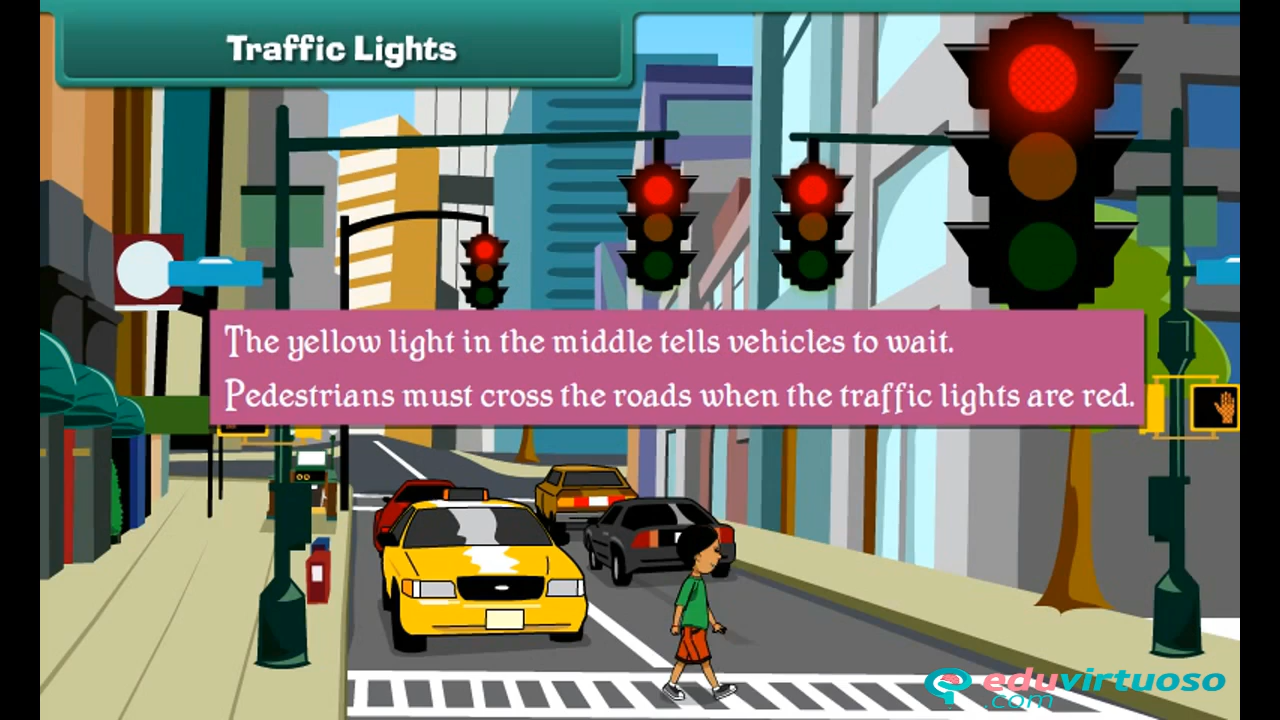 Traffic Lights
The yellow light in the middle tells vehicles to wait.
Pedestrians must cross the roads when the traffic lights are red.
eduvirtuoso
.com